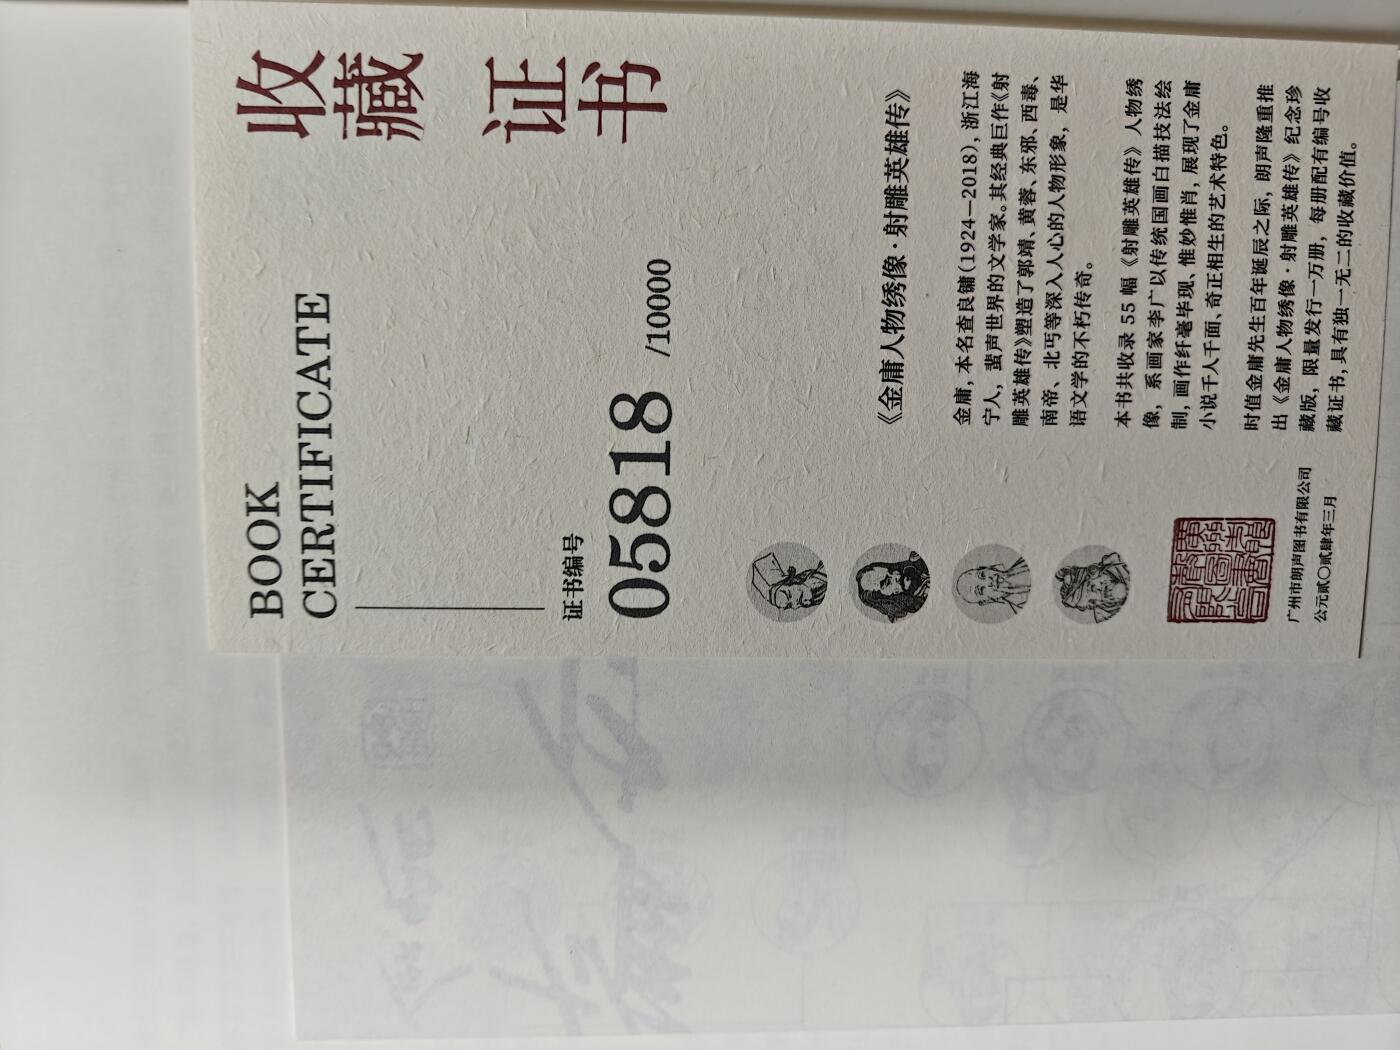 BOOK
CERTIFICATE
收藏
证书
证书编号
05818 /10000
《金庸人物绣像·射雕英雄传》
金庸，本名查良镛（1924—2018），浙江海
宁人，蜚声世界的文学家。其经典巨作《射
雕英雄传》塑造了郭靖、黄蓉、东邪、西毒、
南帝、北丐等深入人心的人物形象，是华
语文学的不朽传奇。
本书共收录 55 幅《射雕英雄传》人物绣
像，系画家李广以传统国画白描技法绘
制，画作纤毫毕现、惟妙惟肖，展现了金庸
小说千人千面、奇正相生的艺术特色。
时值金庸先生百年诞辰之际，朗声隆重推
出《金庸人物绣像·射雕英雄传》纪念珍
藏版，限量发行一万册，每册配有编号收
藏证书，具有独一无二的收藏价值。
广州市朗声图书有限公司
公元贰〇贰肆年三月